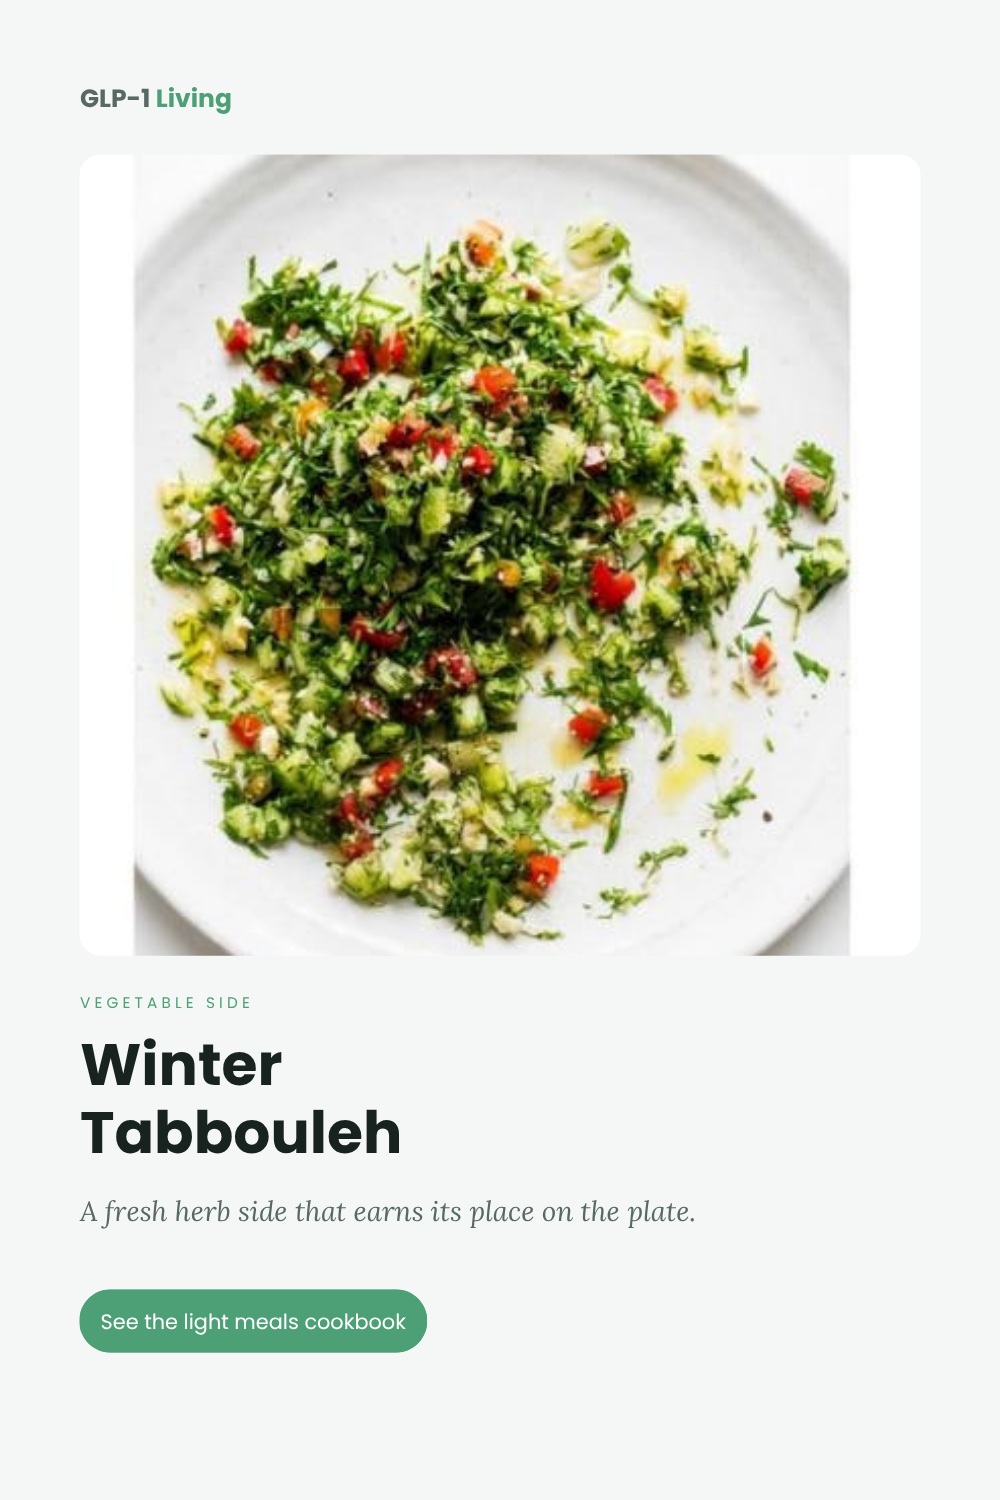 GLP-1 Living
VEGETABLE SIDE
Winter
Tabbouleh
A fresh herb side that earns its place on the plate.
See the light meals cookbook